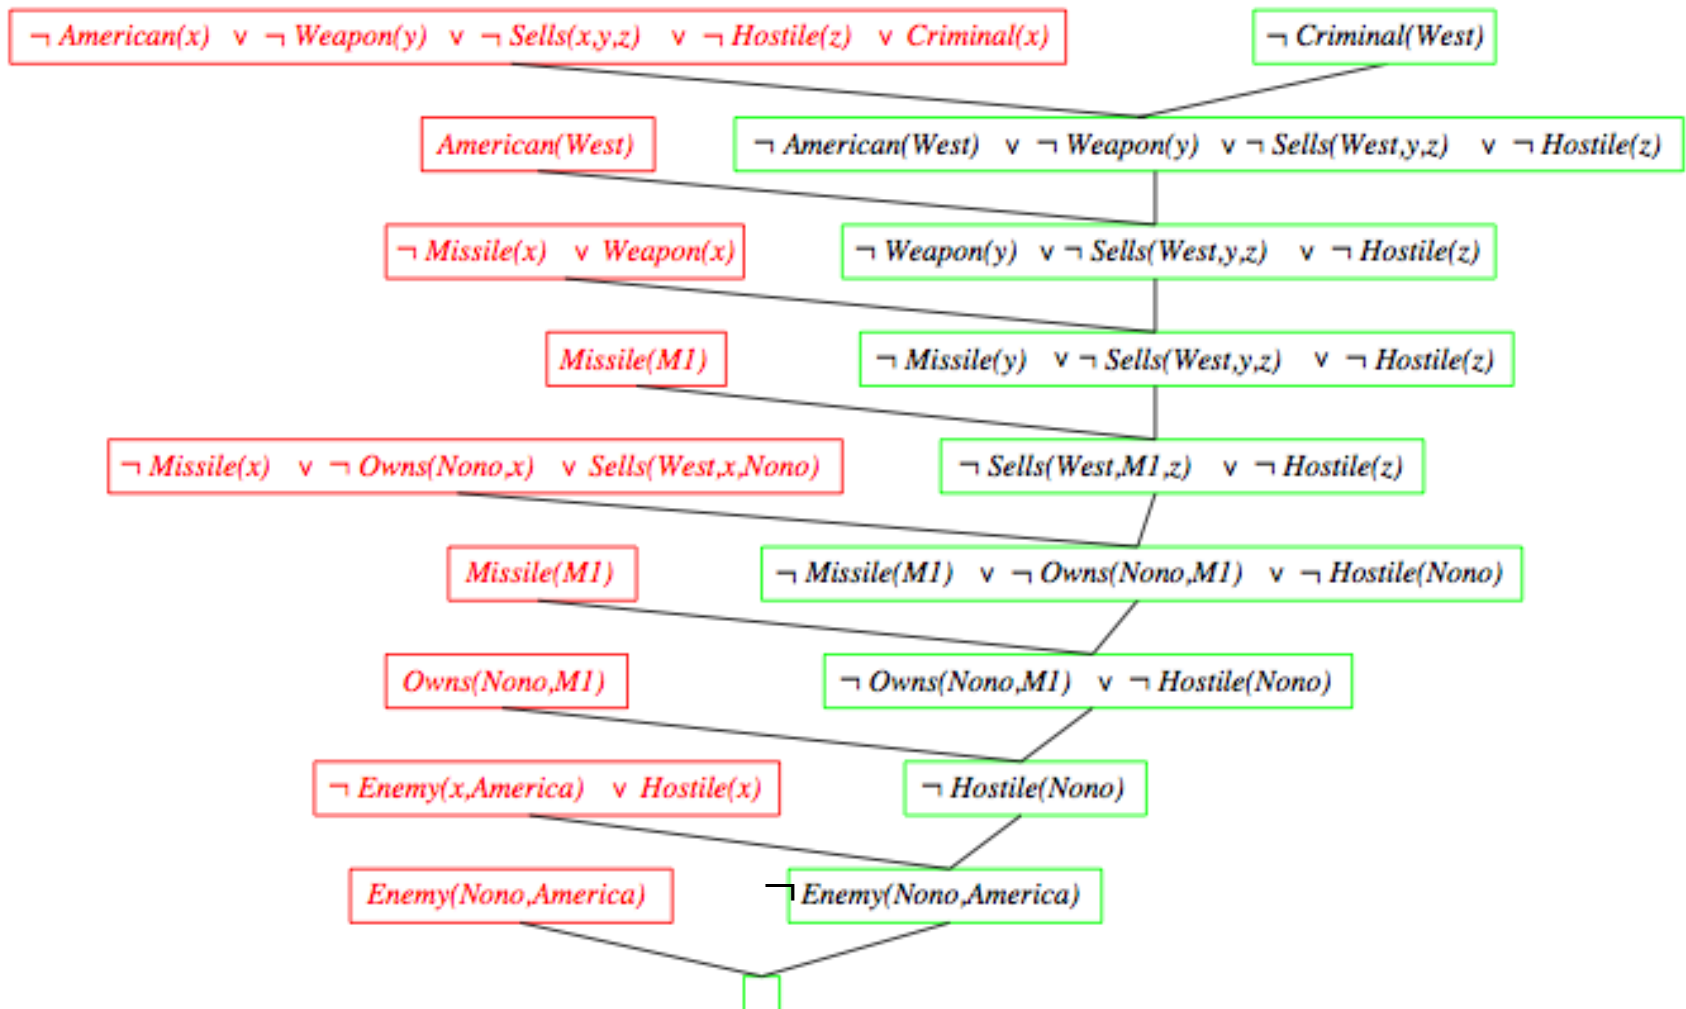 ¬ American(x) ∨ ¬ Weapon(y) ∨ ¬ Sells(x,y,z) ∨ ¬ Hostile(z) ∨ Criminal(x) ¬ Criminal(West)
American(West) ¬ American(West) ∨ ¬ Weapon(y) ∨ ¬ Sells(West,y,z) ∨ ¬ Hostile(z)
¬ Missile(x) ∨ Weapon(x) ¬ Weapon(y) ∨ ¬ Sells(West,y,z) ∨ ¬ Hostile(z)
Missile(M1) ¬ Missile(y) ∨ ¬ Sells(West,y,z) ∨ ¬ Hostile(z)
¬ Missile(x) ∨ ¬ Owns(Nono,x) ∨ Sells(West,x,Nono) ¬ Sells(West,M1,z) ∨ ¬ Hostile(z)
Missile(M1) ¬ Missile(M1) ∨ ¬ Owns(Nono,M1) ∨ ¬ Hostile(Nono)
Owns(Nono,M1) ¬ Owns(Nono,M1) ∨ ¬ Hostile(Nono)
¬ Enemy(x,America) ∨ Hostile(x) ¬ Hostile(Nono)
Enemy(Nono,America) ¬ Enemy(Nono,America)